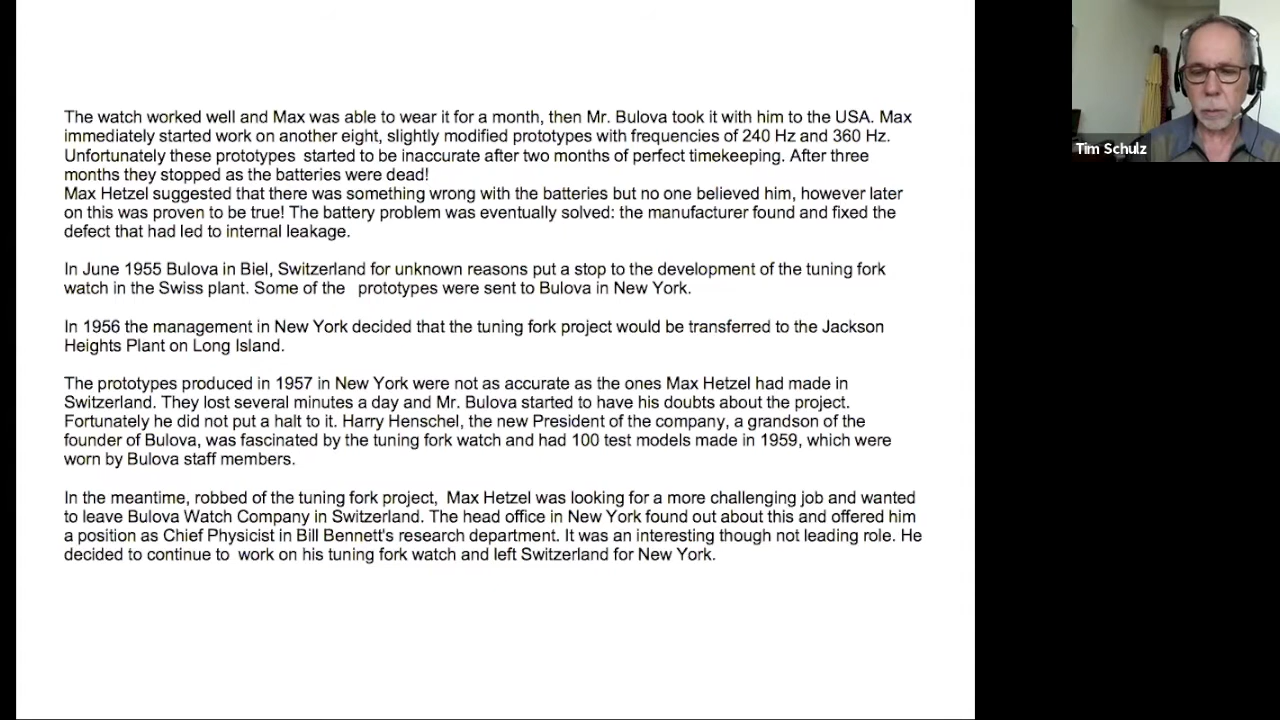 The watch worked well and Max was able to wear it for a month, then Mr. Bulova took it with him to the USA. Max
immediately started work on another eight, slightly modified prototypes with frequencies of 240 Hz and 360 Hz.
Unfortunately these prototypes started to be inaccurate after two months of perfect timekeeping. After three
months they stopped as the batteries were dead!
Max Hetzel suggested that there was something wrong with the batteries but no one believed him, however later
on this was proven to be true! The battery problem was eventually solved: the manufacturer found and fixed the
defect that had led to internal leakage.
In June 1955 Bulova in Biel, Switzerland for unknown reasons put a stop to the development of the tuning fork
watch in the Swiss plant. Some of the prototypes were sent to Bulova in New York.
In 1956 the management in New York decided that the tuning fork project would be transferred to the Jackson
Heights Plant on Long Island.
The prototypes produced in 1957 in New York were not as accurate as the ones Max Hetzel had made in
Switzerland. They lost several minutes a day and Mr. Bulova started to have his doubts about the project.
Fortunately he did not put a halt to it. Harry Henschel, the new President of the company, a grandson of the
founder of Bulova, was fascinated by the tuning fork watch and had 100 test models made in 1959, which were
worn by Bulova staff members.
In the meantime, robbed of the tuning fork project, Max Hetzel was looking for a more challenging job and wanted
to leave Bulova Watch Company in Switzerland. The head office in New York found out about this and offered him
a position as Chief Physicist in Bill Bennett's research department. It was an interesting though not leading role. He
decided to continue to work on his tuning fork watch and left Switzerland for New York.
Tim Schulz